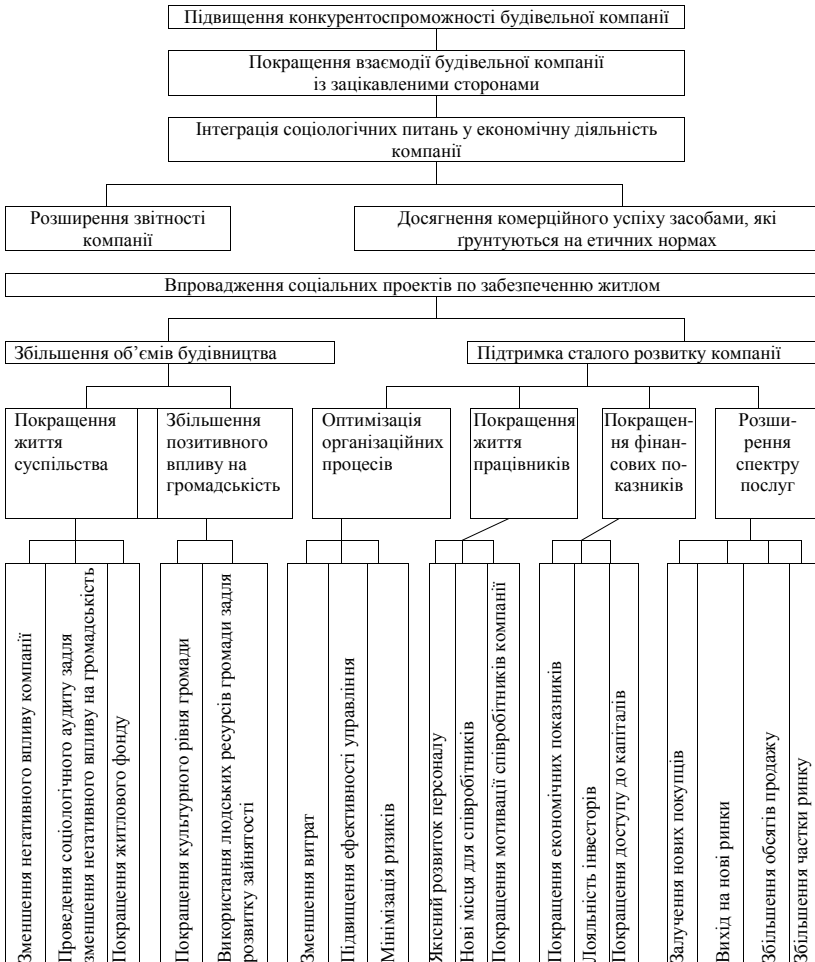 Підвищення конкурентоспроможності будівельної компанії
Покращення взаємодії будівельної компанії
із зацікавленими сторонами
Інтеграція соціологічних питань у економічну діяльність
компанії
Розширення звітності
компанії
Досягнення комерційного успіху засобами, які
ґрунтуються на етичних нормах
Впровадження соціальних проектів по забезпеченню житлом
Збільшення об’ємів будівництва
Підтримка сталого розвитку компанії
Покращення
життя
суспільства
Збільшення
позитивного
впливу на
громадськість
Оптимізація
організаційних
процесів
Покращення
життя
працівників
Покращен-
ня фінан-
сових по-
казників
Розши-
рення
спектру
послуг
Зменшення негативного впливу компанії
Проведення соціологічного аудиту задля
зменшення негативного впливу на громадськість
Покращення житлового фонду
Покращення культурного рівня громади
Використання людських ресурсів громади задля
розвитку зайнятості
Зменшення витрат
Підвищення ефективності управління
Мінімізація ризиків
Якісний розвиток персоналу
Нові місця для співробітників
Покращення мотивації співробітників компанії
Покращення економічних показників
Лояльність інвесторів
Покращення доступу до капіталів
Залучення нових покупців
Вихід на нові ринки
Збільшення обсягів продажу
Збільшення частки ринку